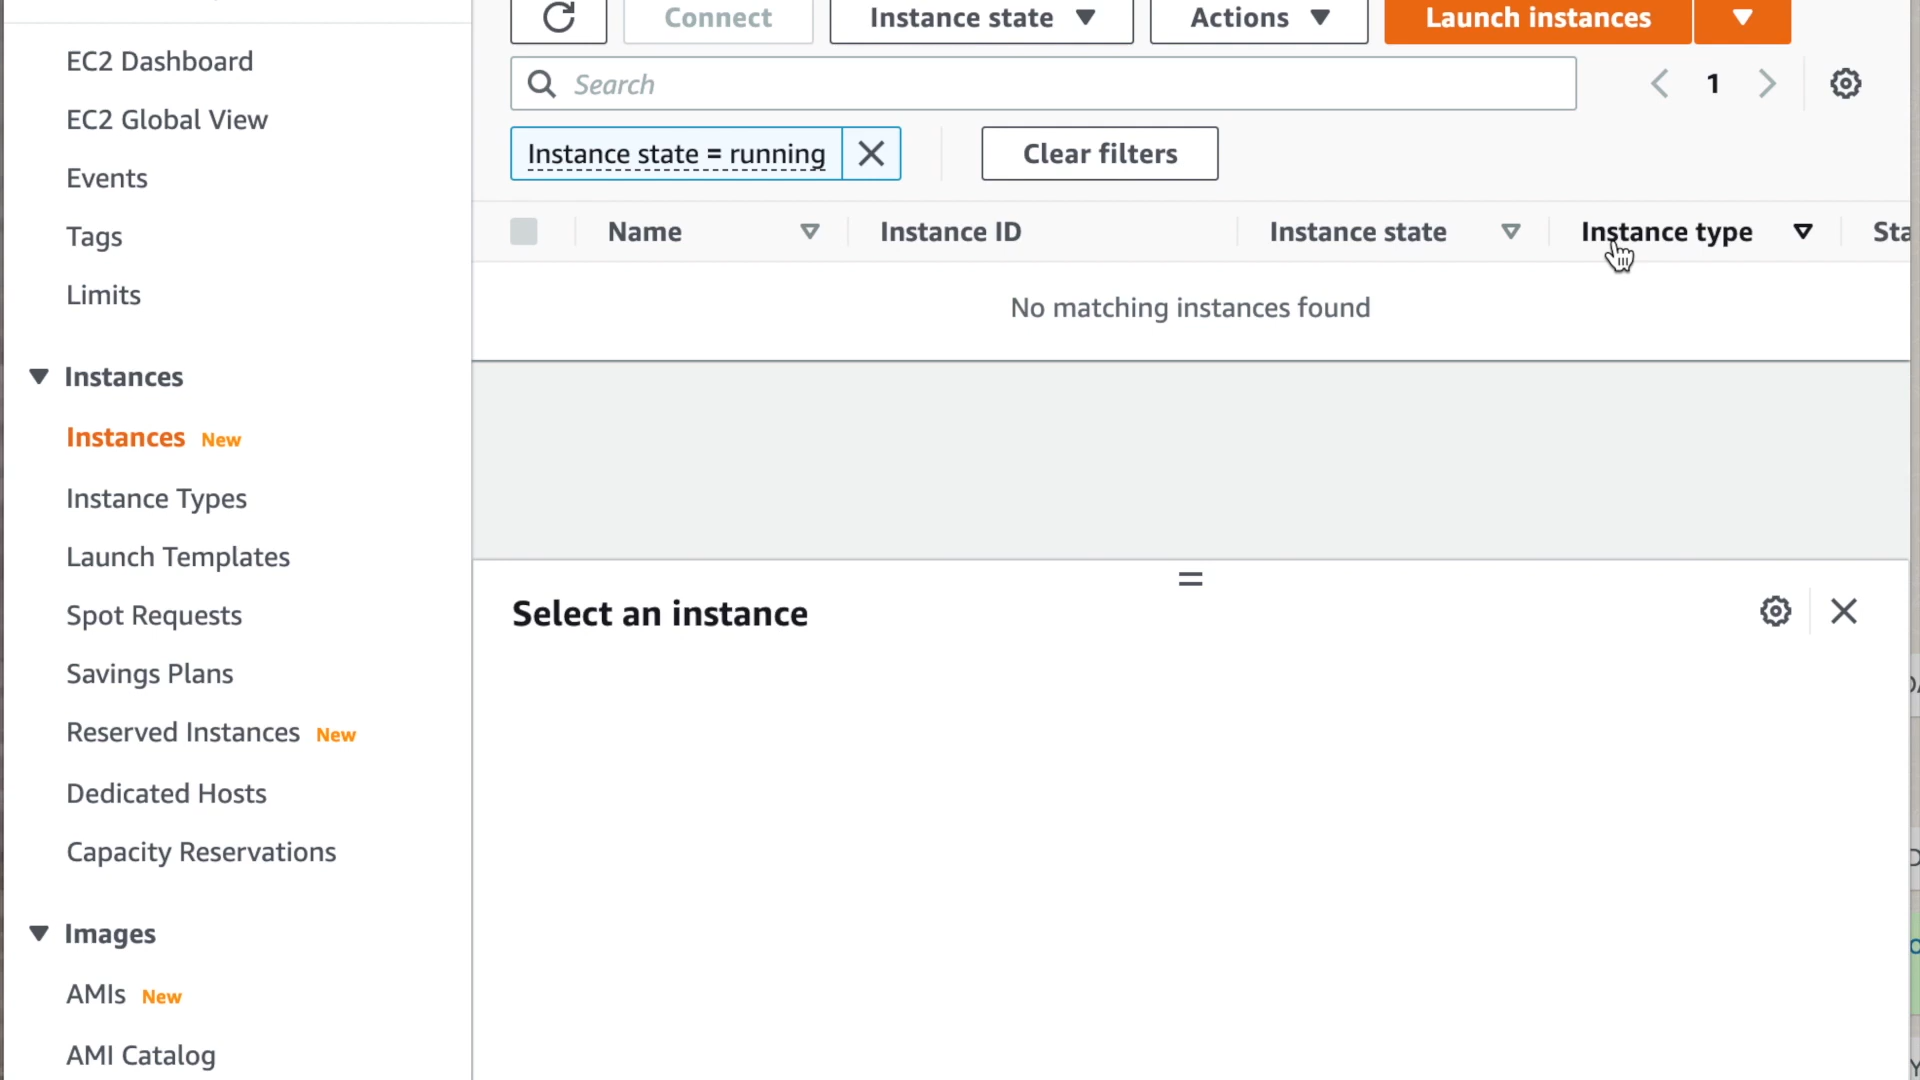 EC2 Dashboard
EC2 Global View
Events
Tags
Limits
Instances
Instances New
Instance Types
Launch Templates
Spot Requests
Savings Plans
Reserved Instances New
Dedicated Hosts
Capacity Reservations
Images
AMIs New
AMI Catalog
Connect
Instance state
Actions
Launch instances
Search
1
Instance state = running
Clear filters
Name
Instance ID
Instance state
Instance type
Sta
No matching instances found
Select an instance